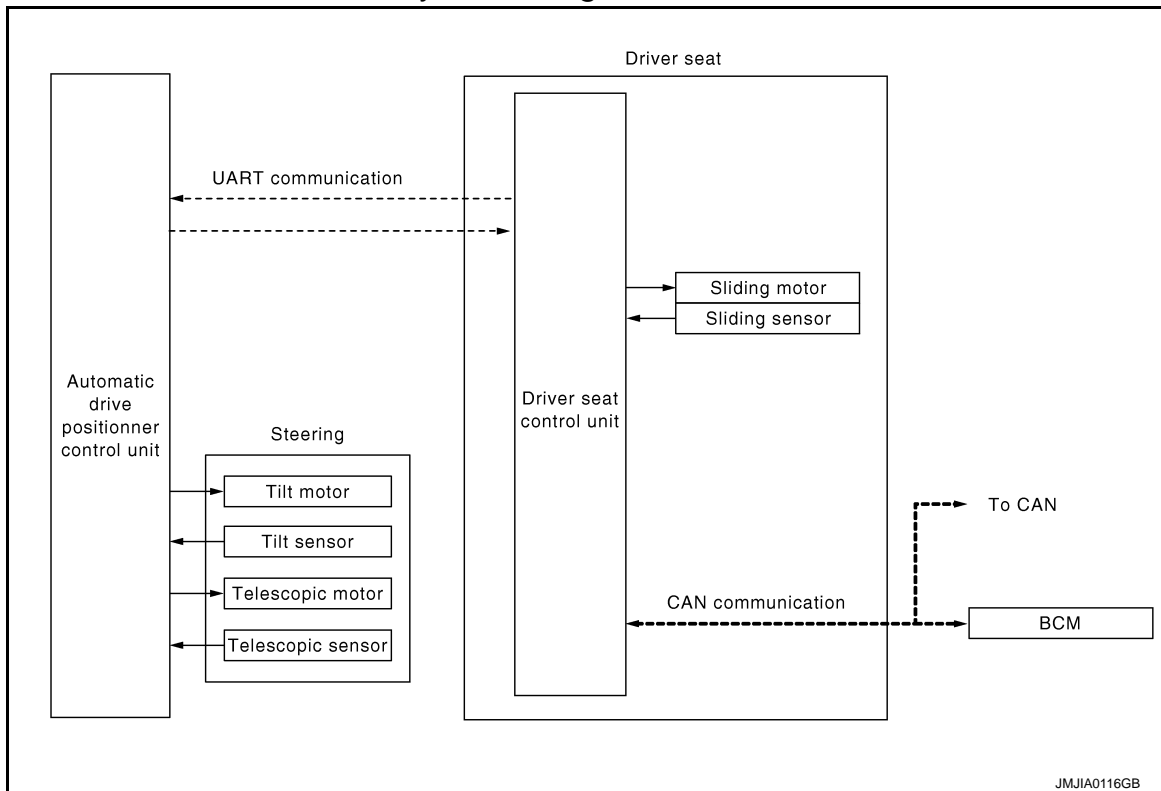 Driver seat
UART communication
Sliding motor
Sliding sensor
Automatic
drive
positionner
control unit
Driver seat
control unit
Steering
Tilt motor
Tilt sensor
Telescopic motor
Telescopic sensor
To CAN
CAN communication
BCM
JMJIA0116GB